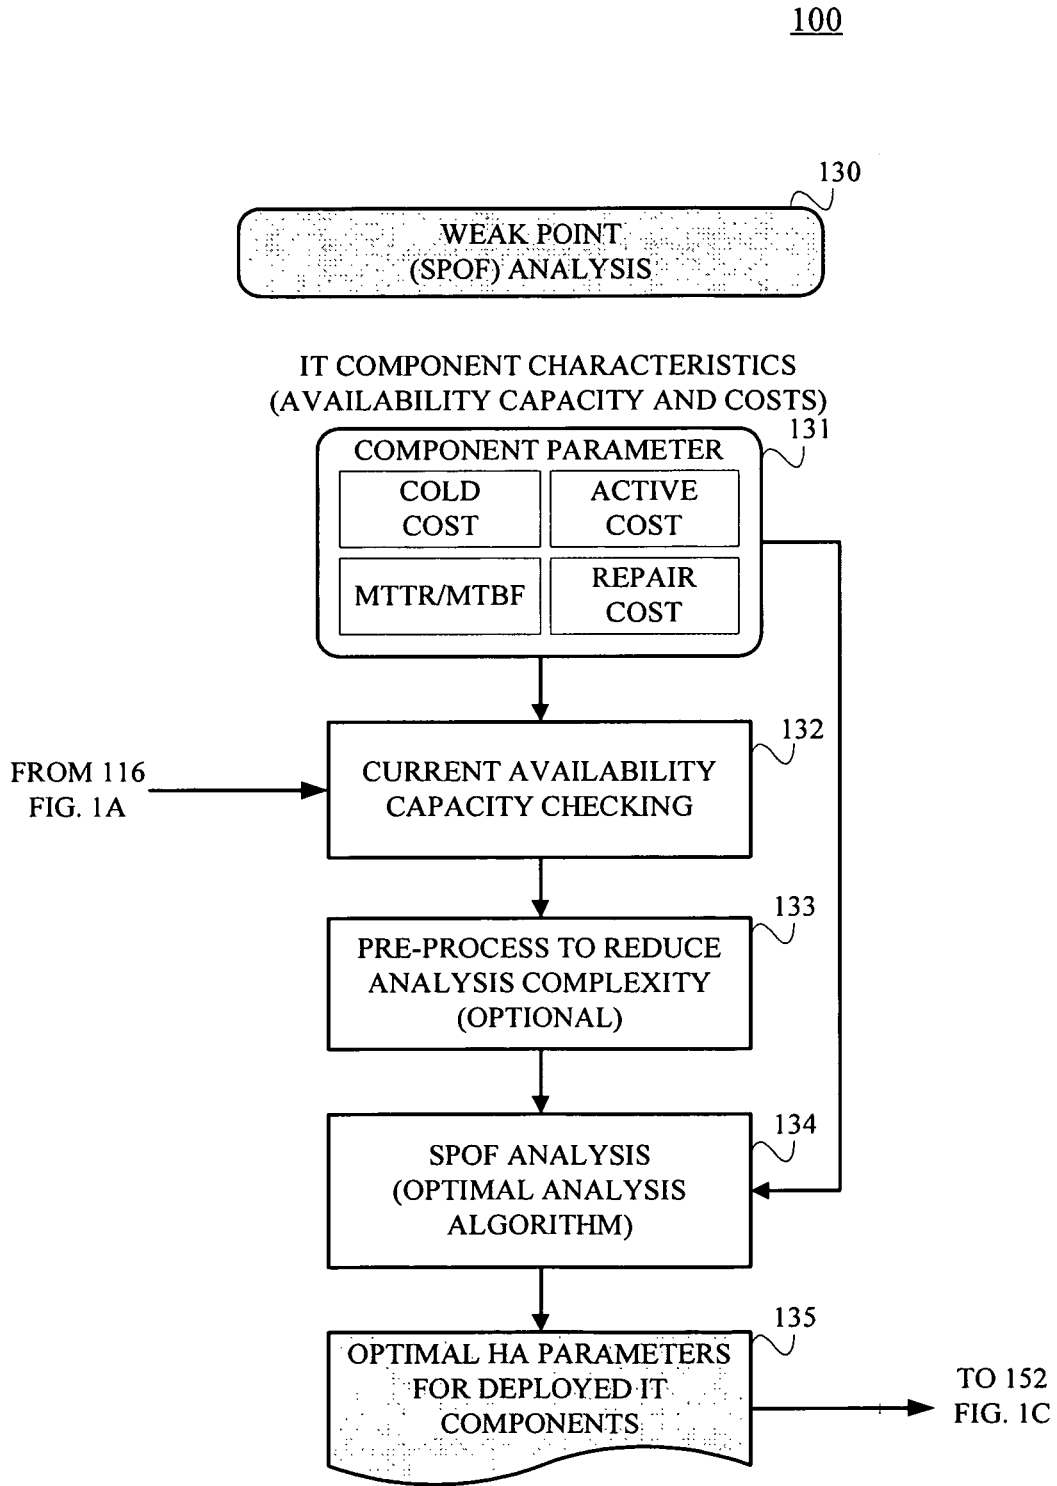 100
130
WEAK POINT
(SPOF) ANALYSIS
IT COMPONENT CHARACTERISTICS
(AVAILABILITY CAPACITY AND COSTS)
131
COMPONENT PARAMETER
COLD
COST
ACTIVE
COST
MTTR/MTBF
REPAIR
COST
132
FROM 116
FIG. 1A
CURRENT AVAILABILITY
CAPACITY CHECKING
133
PRE-PROCESS TO REDUCE
ANALYSIS COMPLEXITY
(OPTIONAL)
134
SPOF ANALYSIS
(OPTIMAL ANALYSIS
ALGORITHM)
135
OPTIMAL HA PARAMETERS
FOR DEPLOYED IT
COMPONENTS
TO 152
FIG. 1C